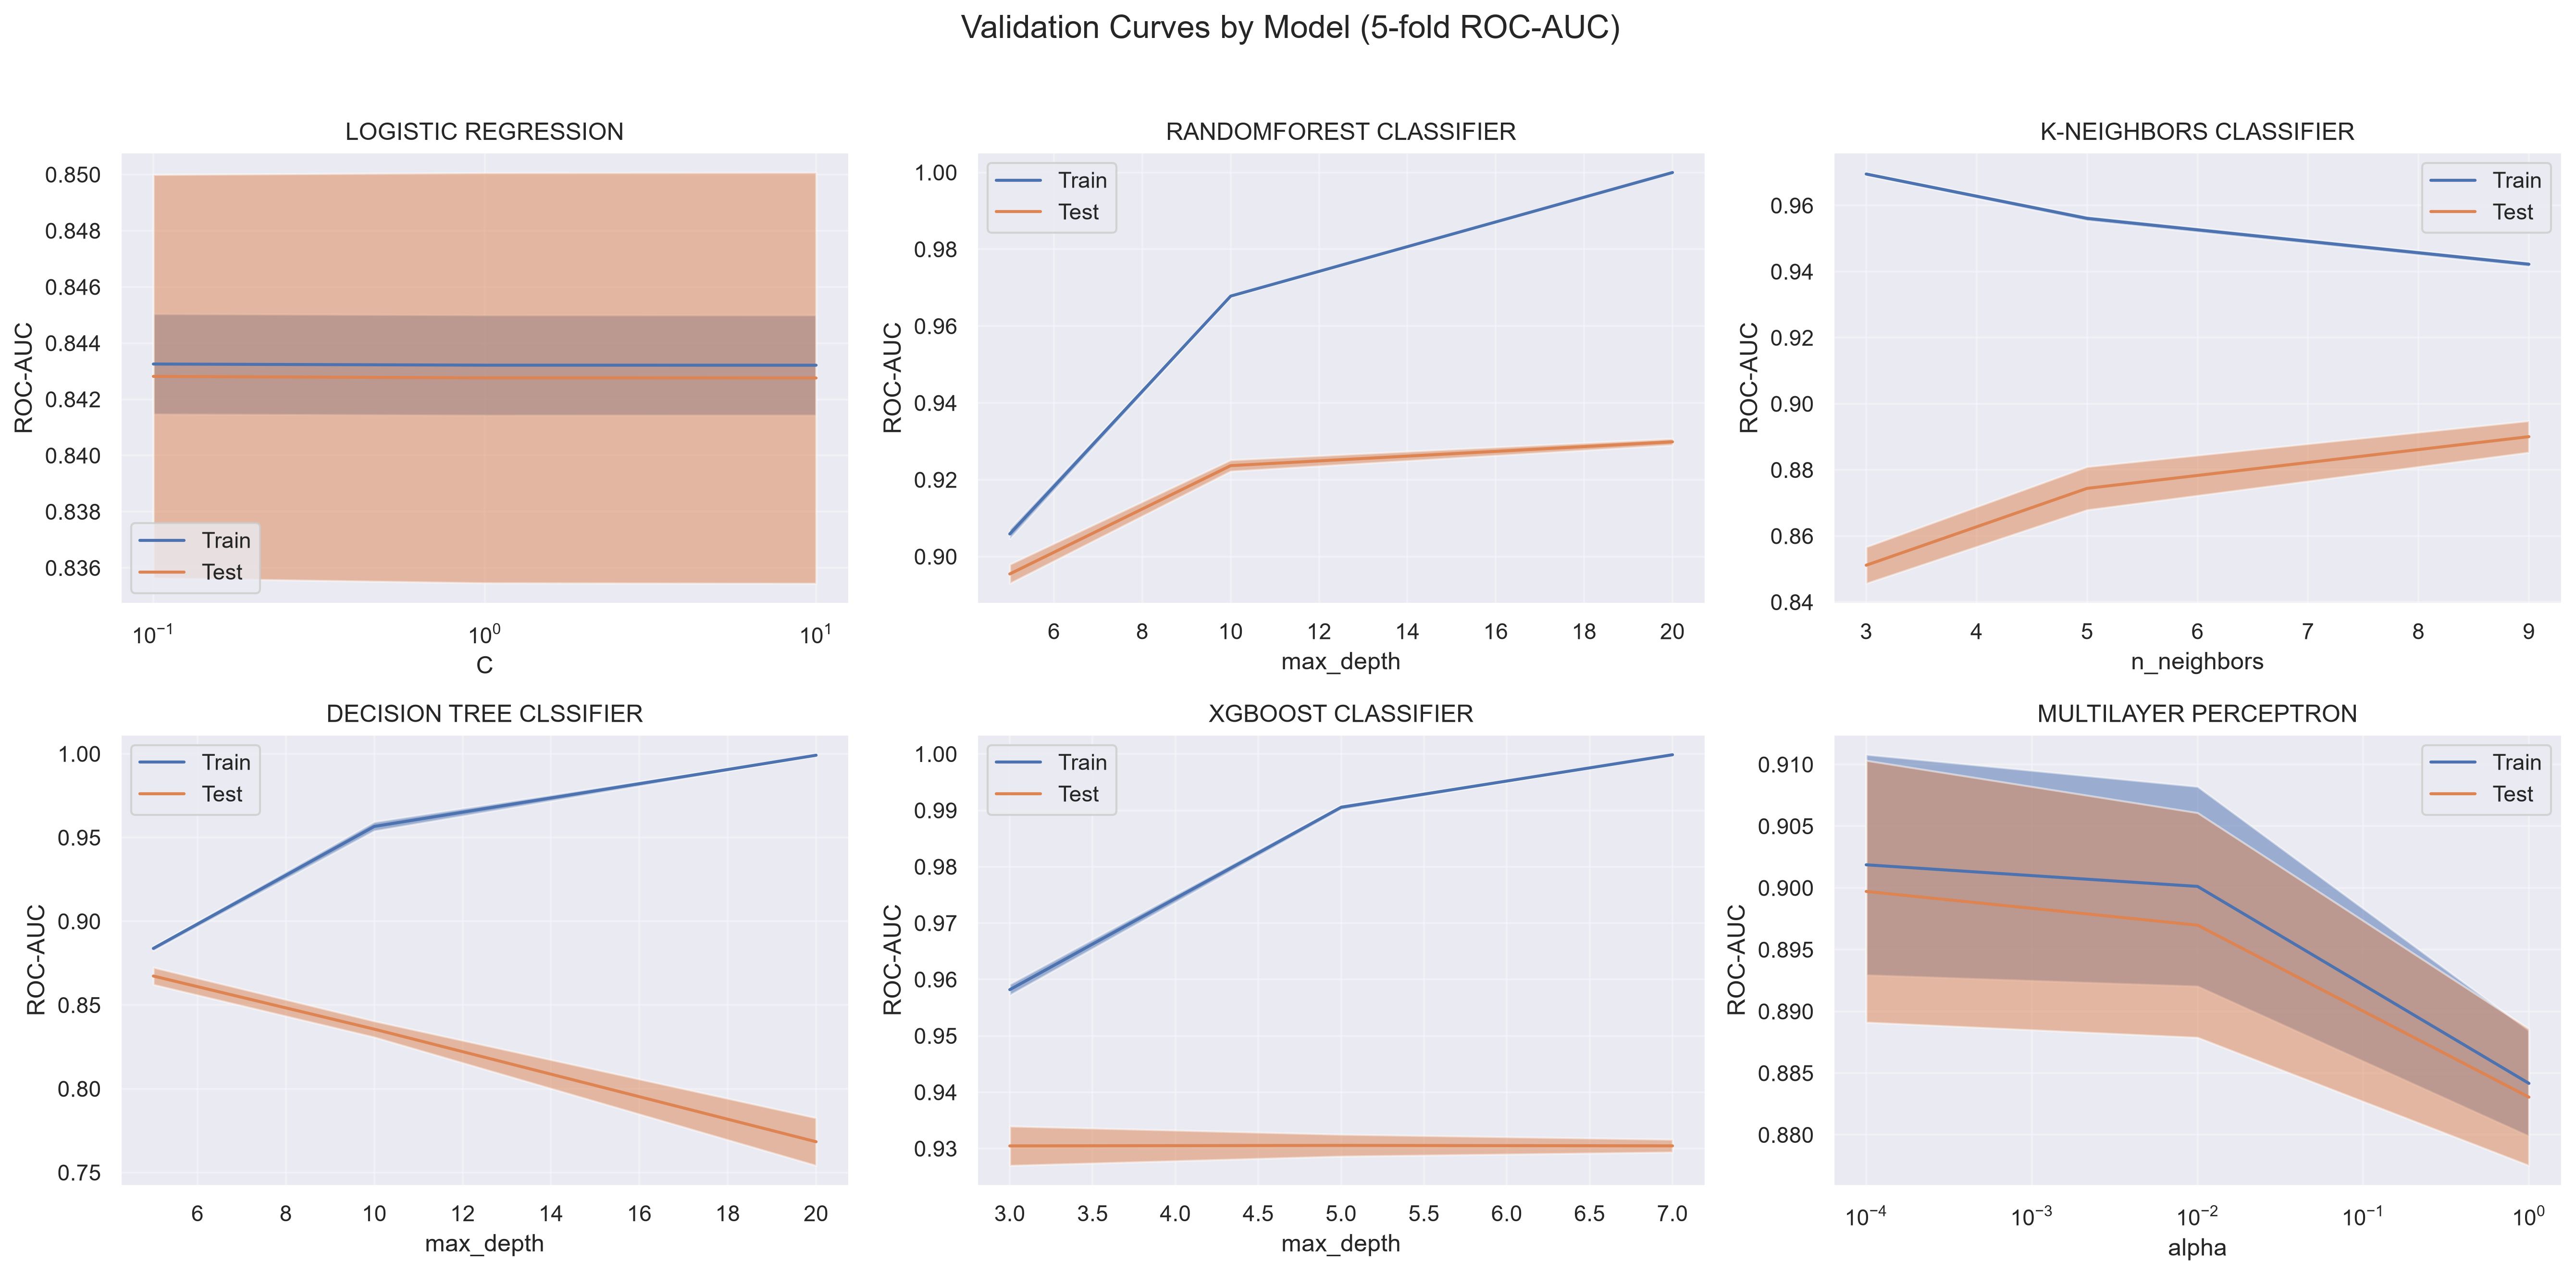 Validation Curves by Model (5-fold ROC-AUC)
LOGISTIC REGRESSION
0.850
0.848
0.846
0.844
0.842
0.840
0.838
0.836
ROC-AUC
Train
Test
10⁻¹
10⁰
10¹
C
RANDOMFOREST CLASSIFIER
1.00
0.98
0.96
0.94
0.92
0.90
ROC-AUC
Train
Test
6 8 10 12 14 16 18 20
max_depth
K-NEIGHBORS CLASSIFIER
0.96
0.94
0.92
0.90
0.88
0.86
0.84
ROC-AUC
Train
Test
3 4 5 6 7 8 9
n_neighbors
DECISION TREE CLSSIFIER
1.00
0.95
0.90
0.85
0.80
0.75
ROC-AUC
Train
Test
6 8 10 12 14 16 18 20
max_depth
XGBOOST CLASSIFIER
1.00
0.99
0.98
0.97
0.96
0.95
0.94
0.93
ROC-AUC
Train
Test
3.0 3.5 4.0 4.5 5.0 5.5 6.0 6.5 7.0
max_depth
MULTILAYER PERCEPTRON
0.910
0.905
0.900
0.895
0.890
0.885
0.880
ROC-AUC
Train
Test
10⁻⁴ 10⁻³ 10⁻² 10⁻¹ 10⁰
alpha